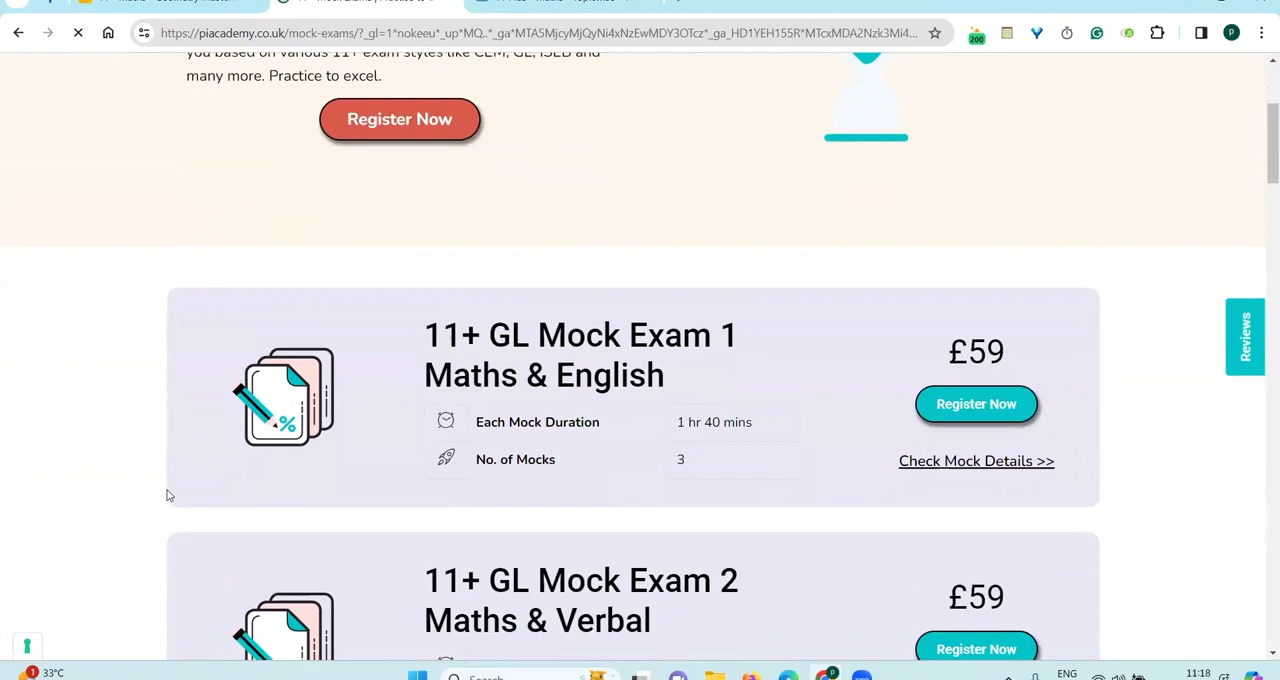 https://piacademy.co.uk/mock-exams/?_gl=1*nokeeu*_up*MQ..*_ga*MTA5MjcyMjQyNi4xNzEwMDY3OTcz*_ga_HD1YEH155R*MTcxMDA2Nzk3Mi4...
200
P
you based on various 11+ exam styles like CEM, GL, ISEB and
many more. Practice to excel.
Register Now
11+ GL Mock Exam 1
Maths & English
Each Mock Duration
1 hr 40 mins
No. of Mocks
3
£59
Register Now
Check Mock Details >>
Reviews
11+ GL Mock Exam 2
Maths & Verbal
£59
Register Now
1
33°C
Search
P
ENG
11:18